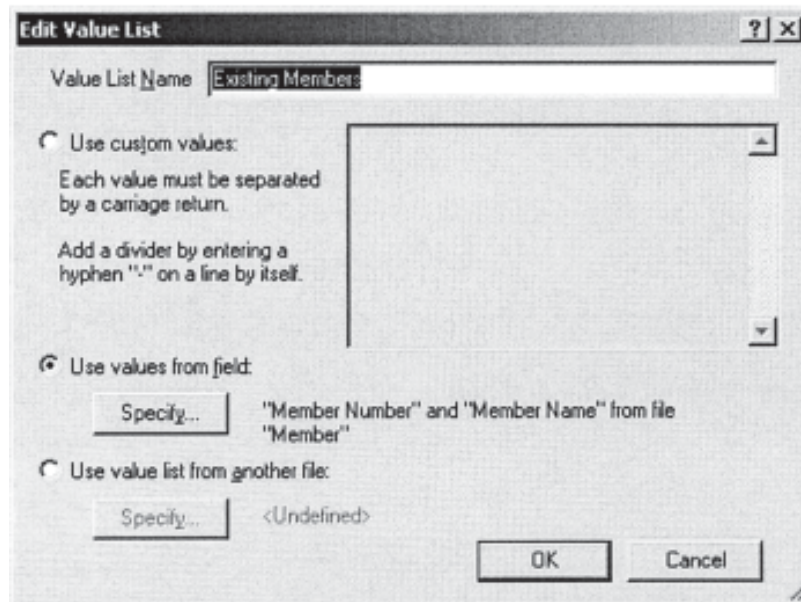 Edit Value List
Value List Name Existing Members
Use custom values:
Each value must be separated
by a carriage return.
Add a divider by entering a
hyphen "-" on a line by itself.
Use values from field:
Specify... "Member Number" and "Member Name" from file
"Member"
Use value list from another file:
Specify... <Undefined>
OK Cancel